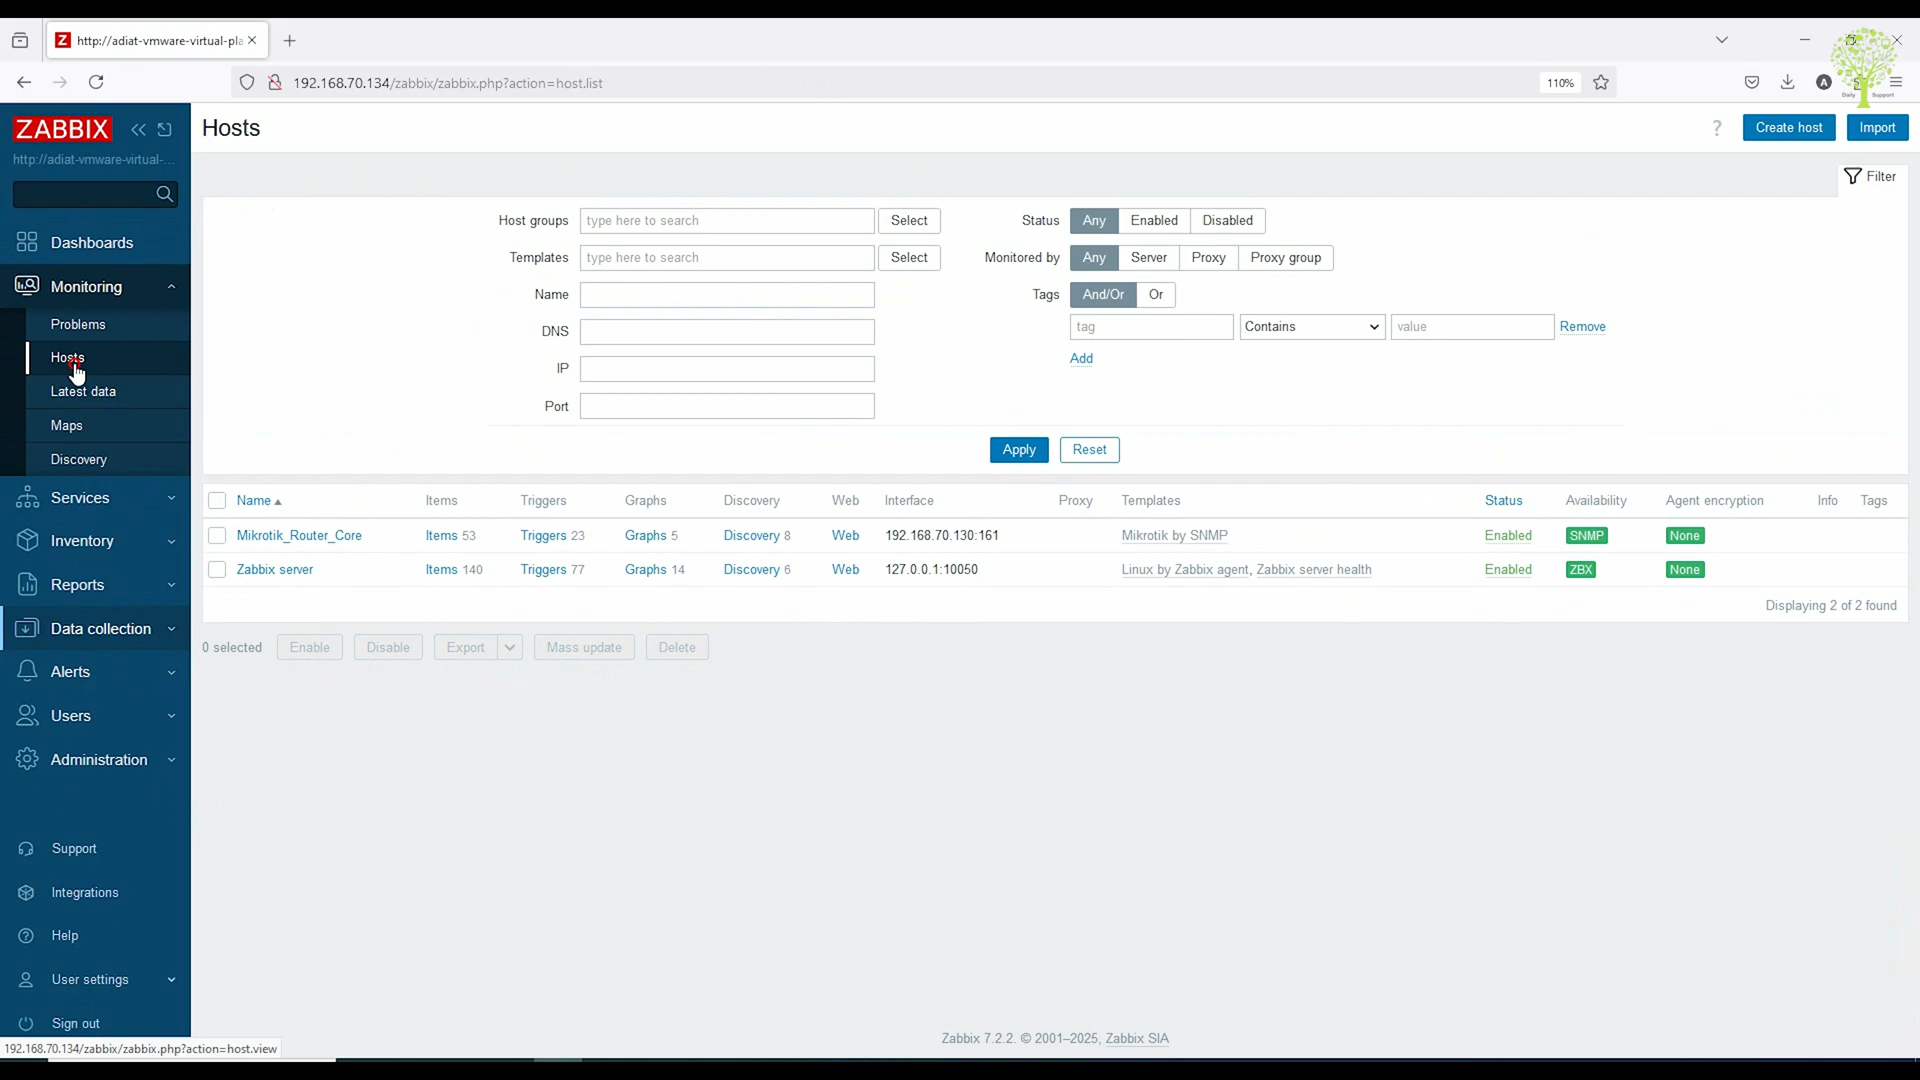 http://adiat-vmware-virtual-pla
192.168.70.134/zabbix/zabbix.php?action=host.list
110%
A
Daily Support
ZABBIX
http://adiat-vmware-virtual-...
Hosts
?
Create host
Import
Filter
Dashboards
Monitoring
Problems
Hosts
Latest data
Maps
Discovery
Services
Inventory
Reports
Data collection
Alerts
Users
Administration
Support
Integrations
Help
User settings
Sign out
Host groups type here to search Select
Templates type here to search Select
Name
DNS
IP
Port
Status Any Enabled Disabled
Monitored by Any Server Proxy Proxy group
Tags And/Or Or
tag Contains value Remove
Add
Apply Reset
Name Items Triggers Graphs Discovery Web Interface Proxy Templates Status Availability Agent encryption Info Tags
Mikrotik_Router_Core Items 53 Triggers 23 Graphs 5 Discovery 8 Web 192.168.70.130:161 Mikrotik by SNMP Enabled SNMP None
Zabbix server Items 140 Triggers 77 Graphs 14 Discovery 6 Web 127.0.0.1:10050 Linux by Zabbix agent, Zabbix server health Enabled ZBX None
Displaying 2 of 2 found
0 selected Enable Disable Export Mass update Delete
Zabbix 7.2.2. © 2001–2025, Zabbix SIA
192.168.70.134/zabbix/zabbix.php?action=host.view